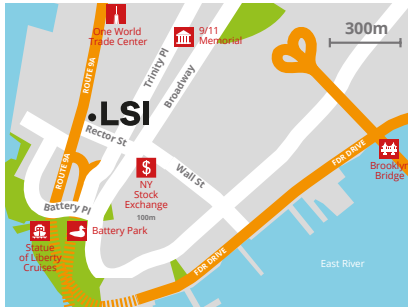 One World
Trade Center
9/11
Memorial
300m
ROUTE 9A
Trinity Pl
Broadway
LSI
Rector St
Wall St
FDR DRIVE
Brooklyn
Bridge
ROUTE 9A
$
NY
Stock
Exchange
100m
Battery Pl
Battery Park
Statue
of Liberty
Cruises
FDR DRIVE
East River